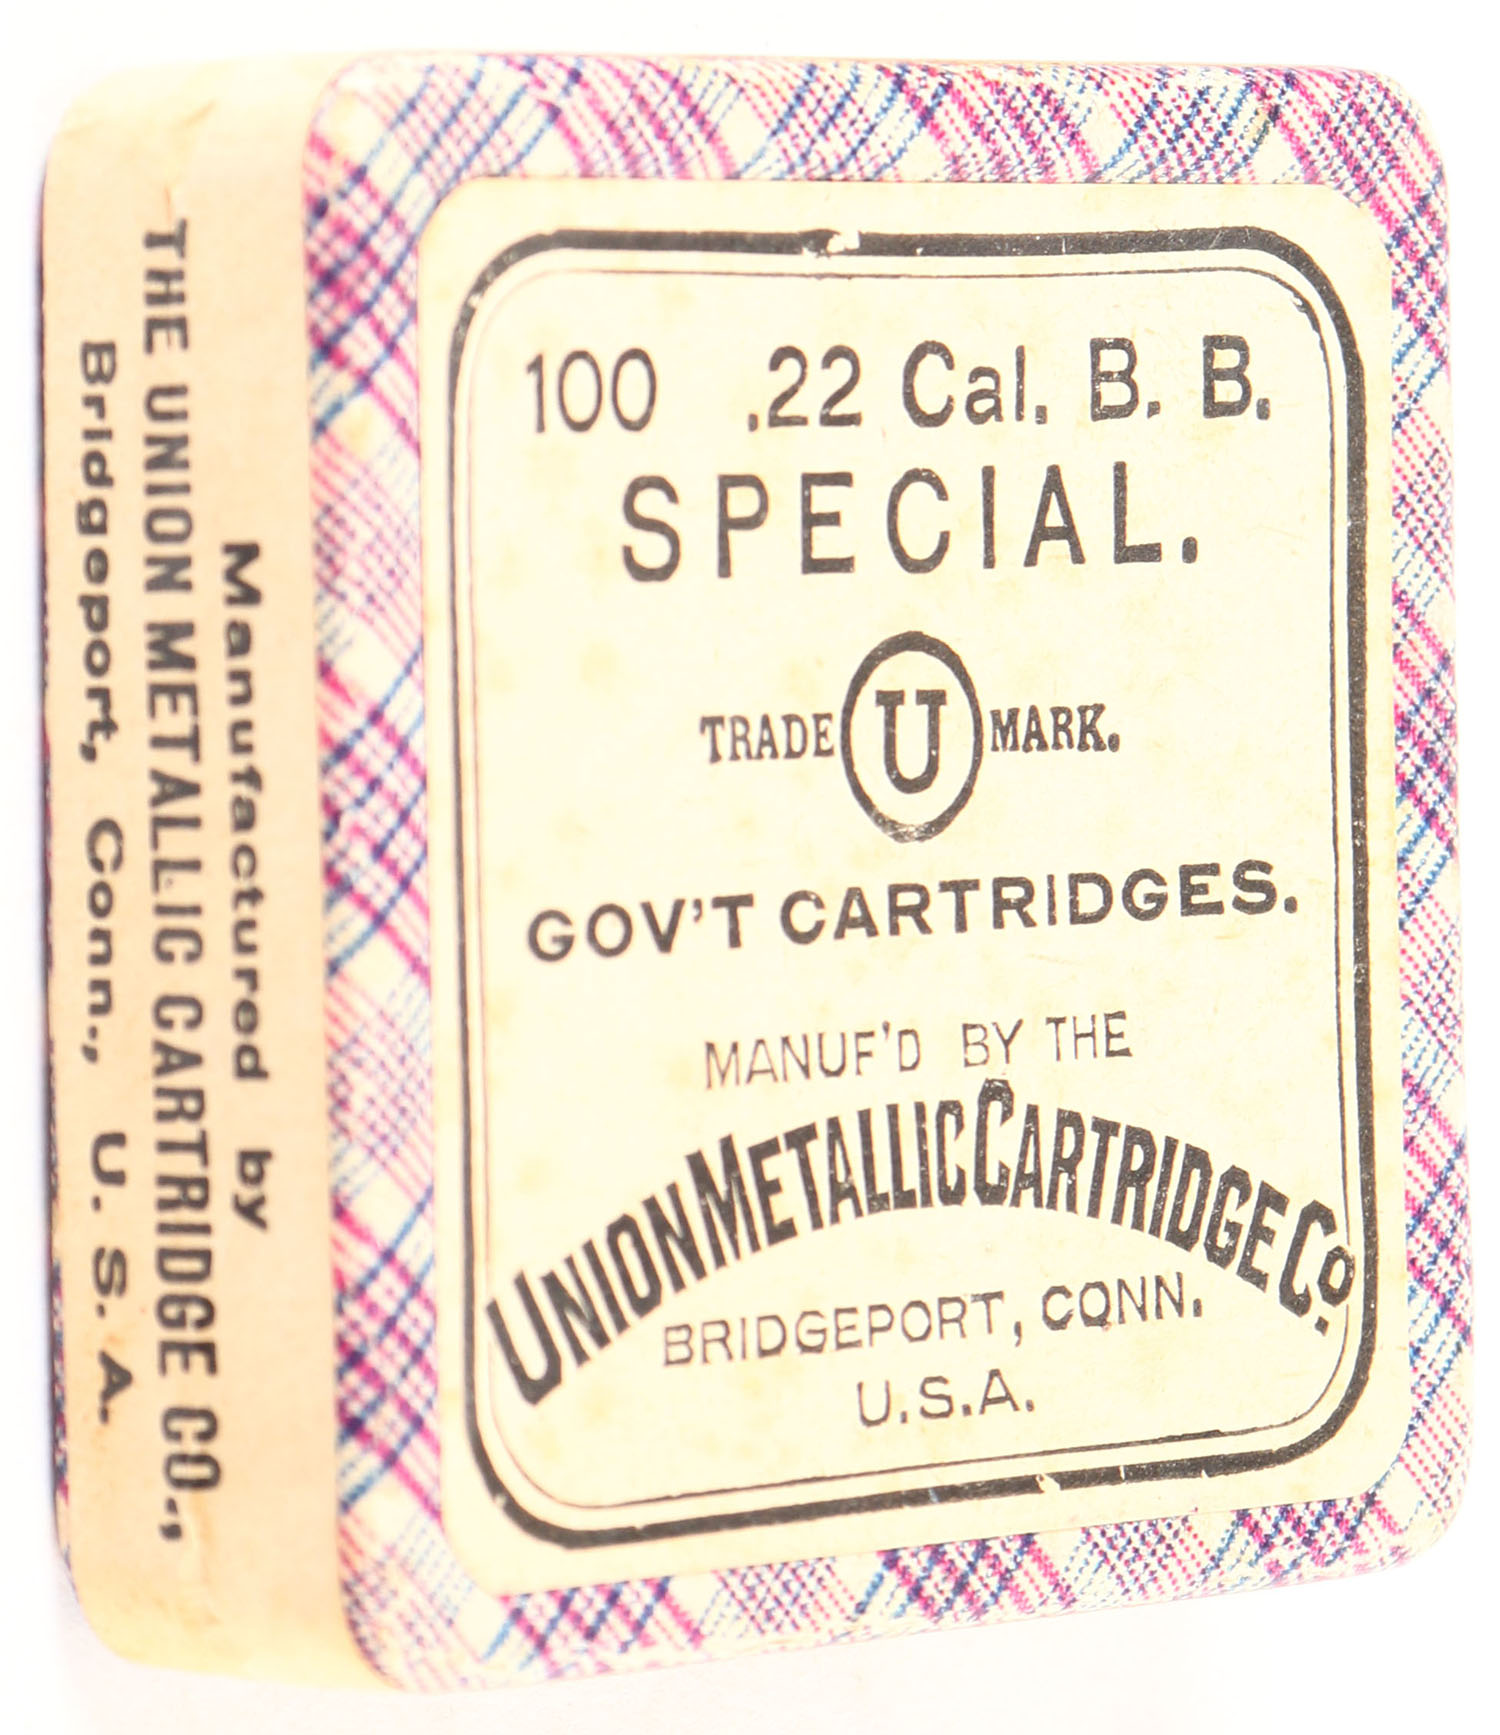 100 .22 Cal. B. B.
SPECIAL.
TRADE U MARK.
GOV'T CARTRIDGES.
MANUF'D BY THE
UNION METALLIC CARTRIDGE Co.
BRIDGEPORT, CONN.
U.S.A.
Manufactured by
THE UNION METALLIC CARTRIDGE CO.,
Bridgeport, Conn., U. S. A.